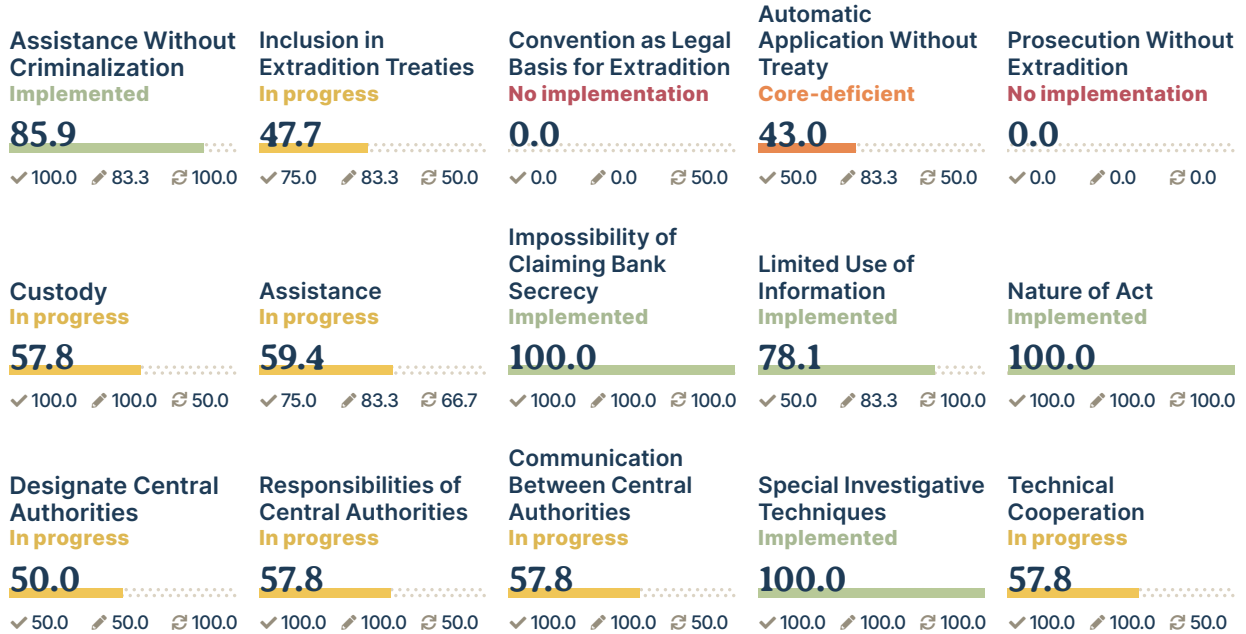 Assistance Without
Criminalization
Implemented
85.9
100.0 83.3 100.0
Inclusion in
Extradition Treaties
In progress
47.7
75.0 83.3 50.0
Convention as Legal
Basis for Extradition
No implementation
0.0
0.0 0.0 50.0
Automatic
Application Without
Treaty
Core-deficient
43.0
50.0 83.3 50.0
Prosecution Without
Extradition
No implementation
0.0
0.0 0.0 0.0
Custody
In progress
57.8
100.0 100.0 50.0
Assistance
In progress
59.4
75.0 83.3 66.7
Impossibility of
Claiming Bank
Secrecy
Implemented
100.0
100.0 100.0 100.0
Limited Use of
Information
Implemented
78.1
50.0 83.3 100.0
Nature of Act
Implemented
100.0
100.0 100.0 100.0
Designate Central
Authorities
In progress
50.0
50.0 50.0 100.0
Responsibilities of
Central Authorities
In progress
57.8
100.0 100.0 50.0
Communication
Between Central
Authorities
In progress
57.8
100.0 100.0 50.0
Special Investigative
Techniques
Implemented
100.0
100.0 100.0 100.0
Technical
Cooperation
In progress
57.8
100.0 100.0 50.0